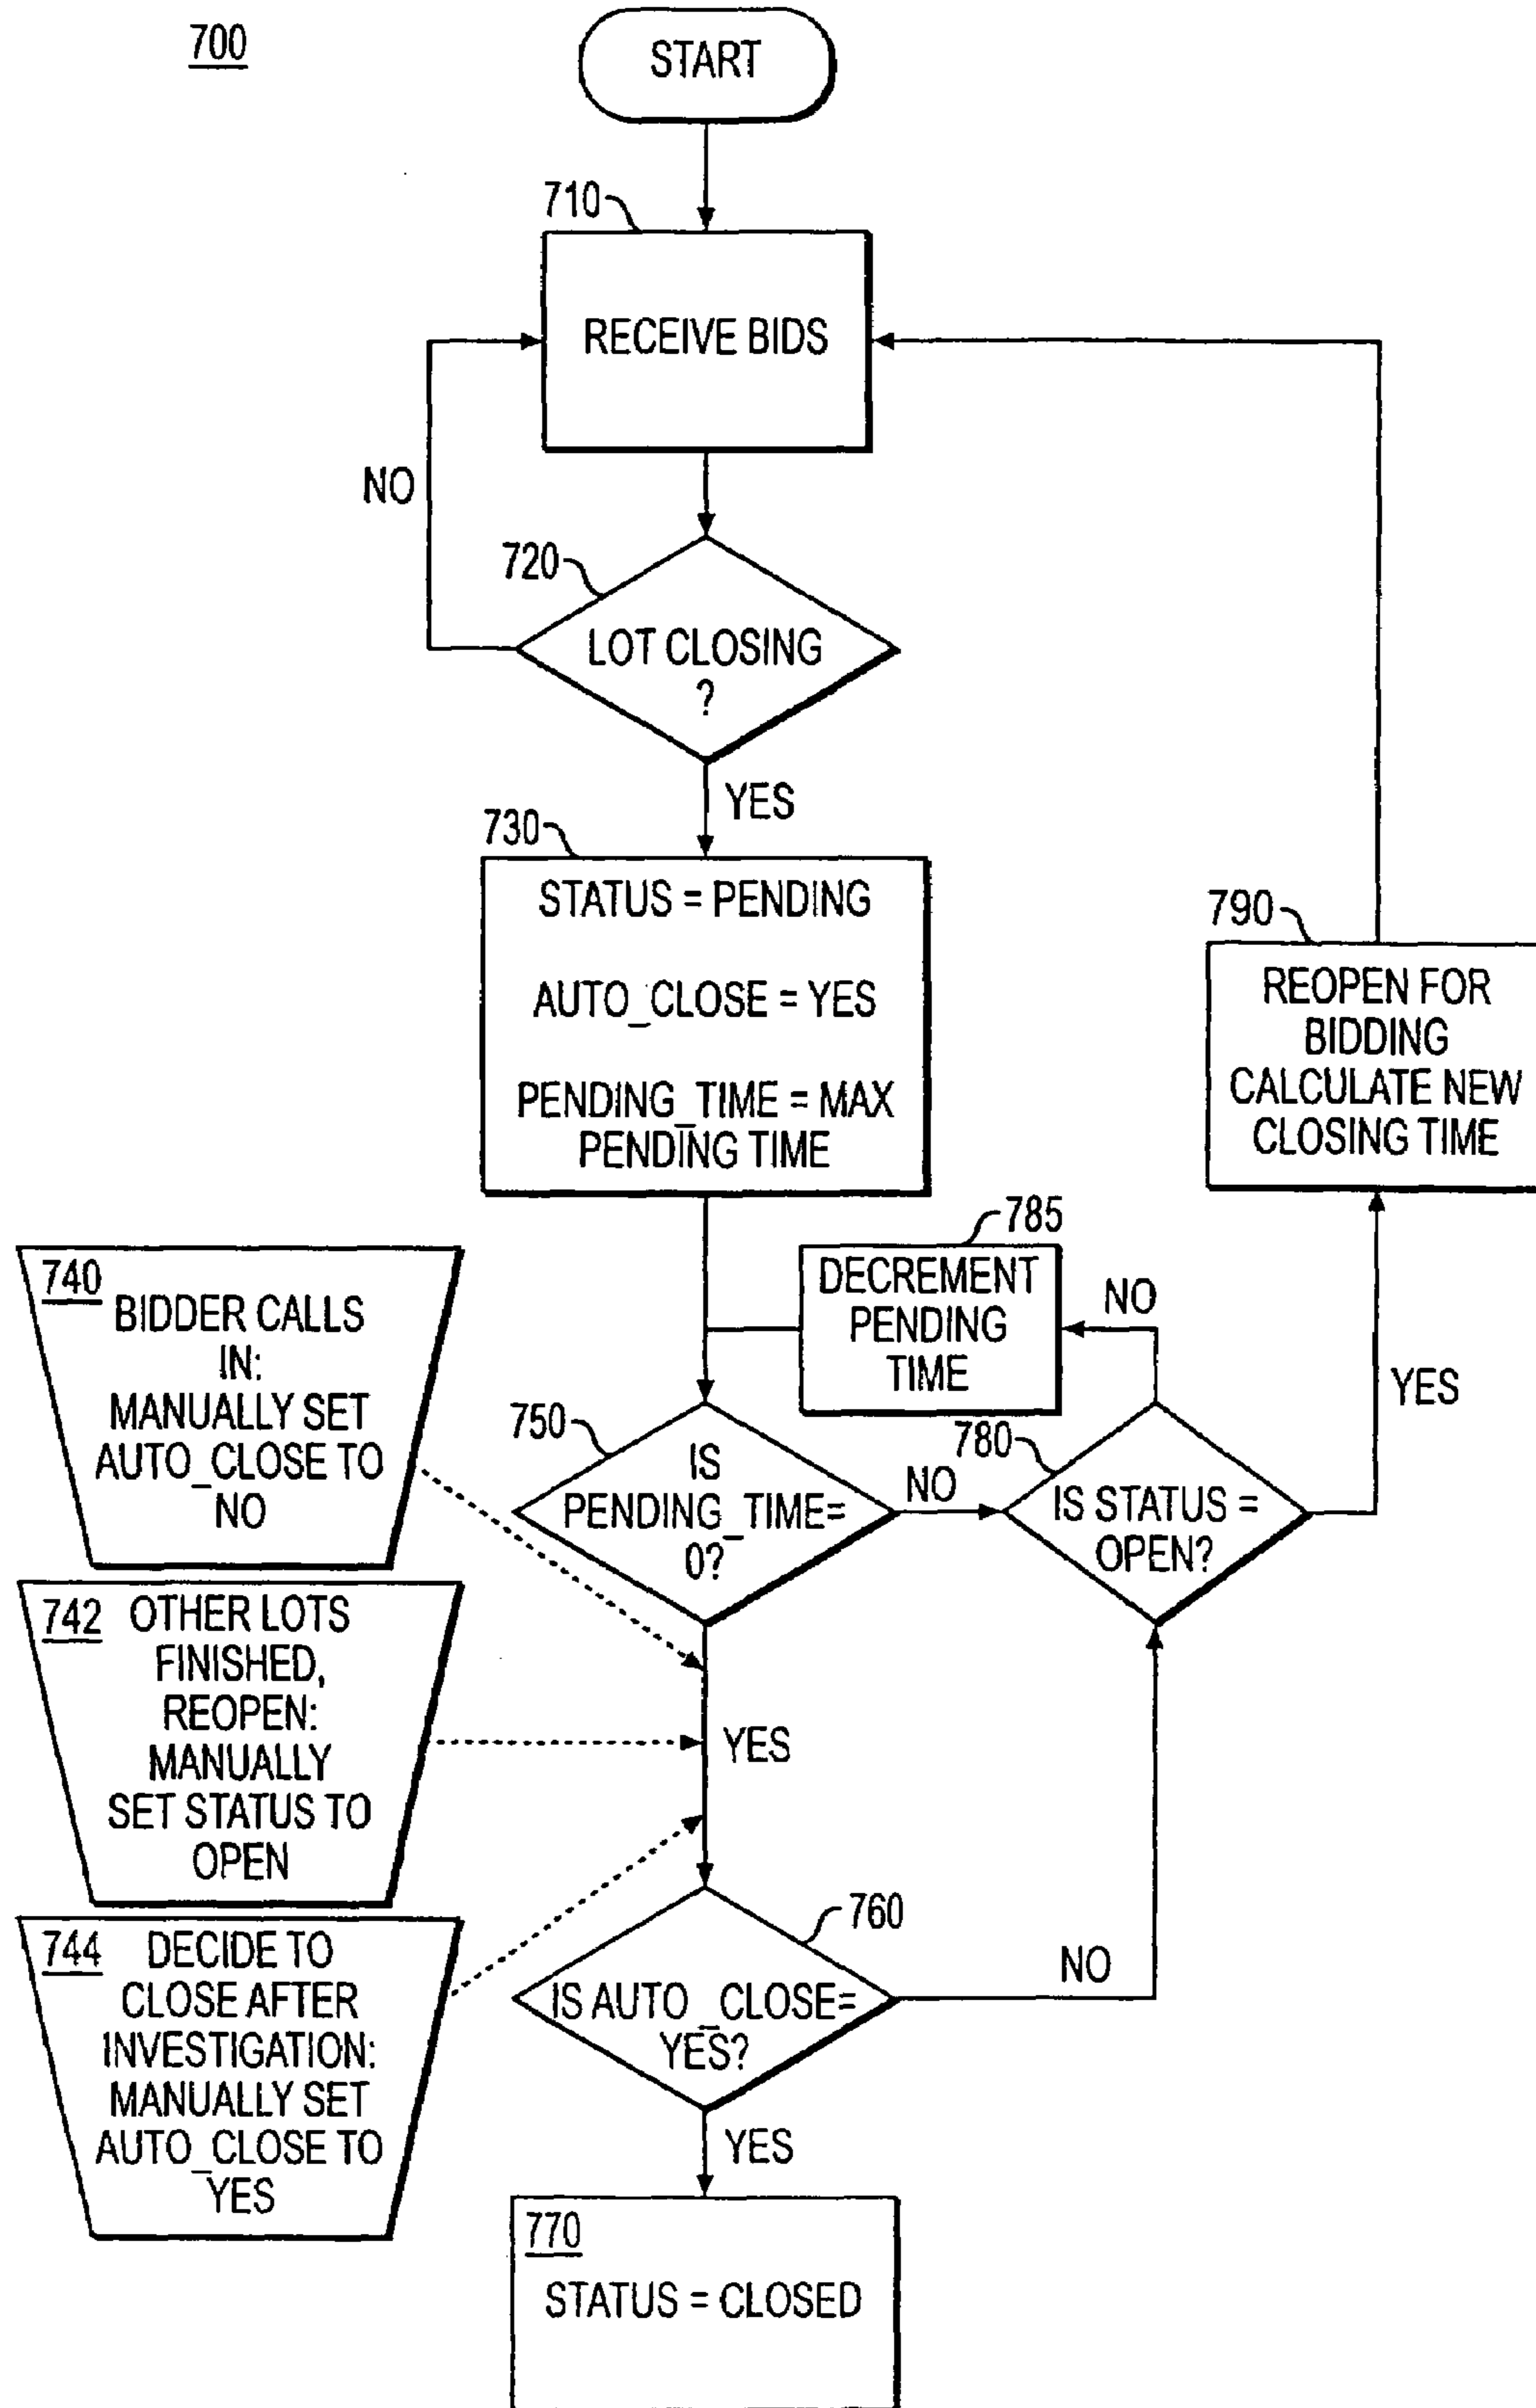 700
START
710
RECEIVE BIDS
NO
720
LOT CLOSING
?
YES
730
STATUS = PENDING
AUTO_CLOSE = YES
PENDING_TIME = MAX
PENDING TIME
790
REOPEN FOR
BIDDING
CALCULATE NEW
CLOSING TIME
785
DECREMENT
PENDING
TIME
NO
YES
740
BIDDER CALLS
IN:
MANUALLY SET
AUTO_CLOSE TO
NO
750
IS
PENDING_TIME=
0?
NO
780
IS STATUS =
OPEN?
742
OTHER LOTS
FINISHED,
REOPEN:
MANUALLY
SET STATUS TO
OPEN
YES
744
DECIDE TO
CLOSE AFTER
INVESTIGATION:
MANUALLY SET
AUTO_CLOSE TO
YES
760
IS AUTO_CLOSE=
YES?
NO
YES
770
STATUS = CLOSED